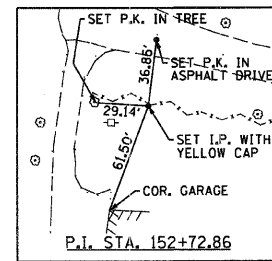 SET P.K. IN TREE
36.86'
SET P.K. IN
ASPHALT DRIVE
29.14'
SET I.P. WITH
YELLOW CAP
61.50'
COR. GARAGE
P.I. STA. 152+72.86